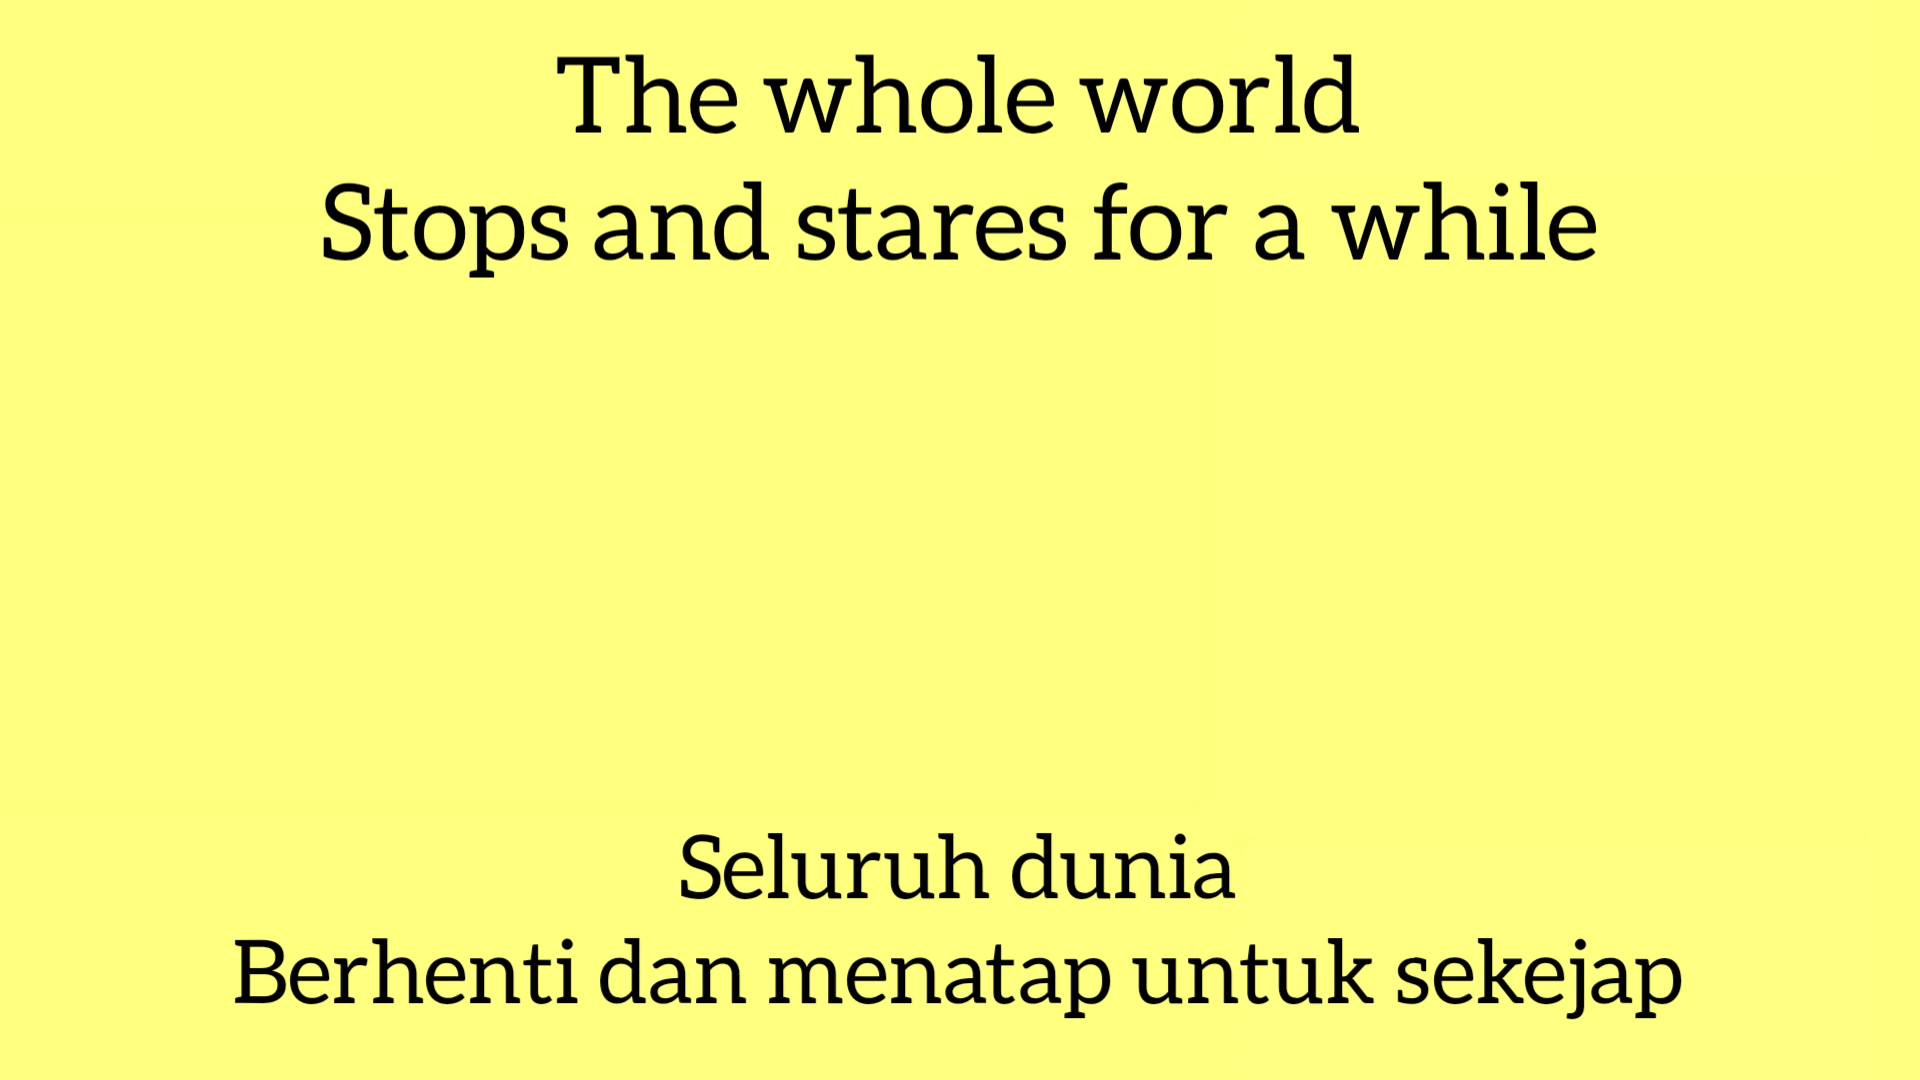 The whole world
Stops and stares for a while
Seluruh dunia
Berhenti dan menatap untuk sekejap